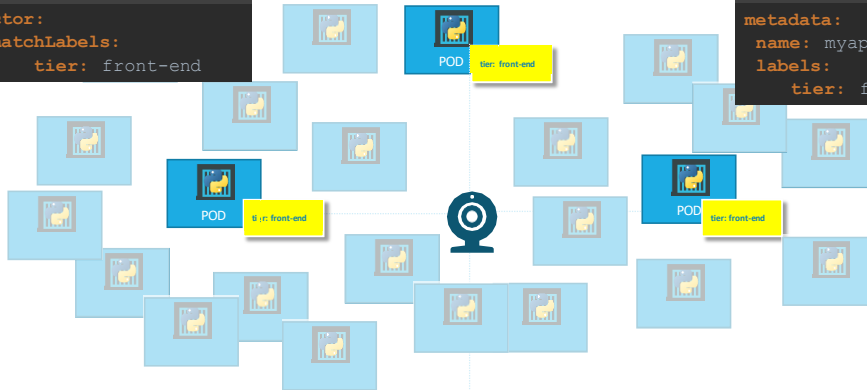 ctor:
matchLabels:
tier: front-end
metadata:
name: myap
labels:
tier: f
POD
tier: front-end
POD
tier: front-end
POD
tier: front-end